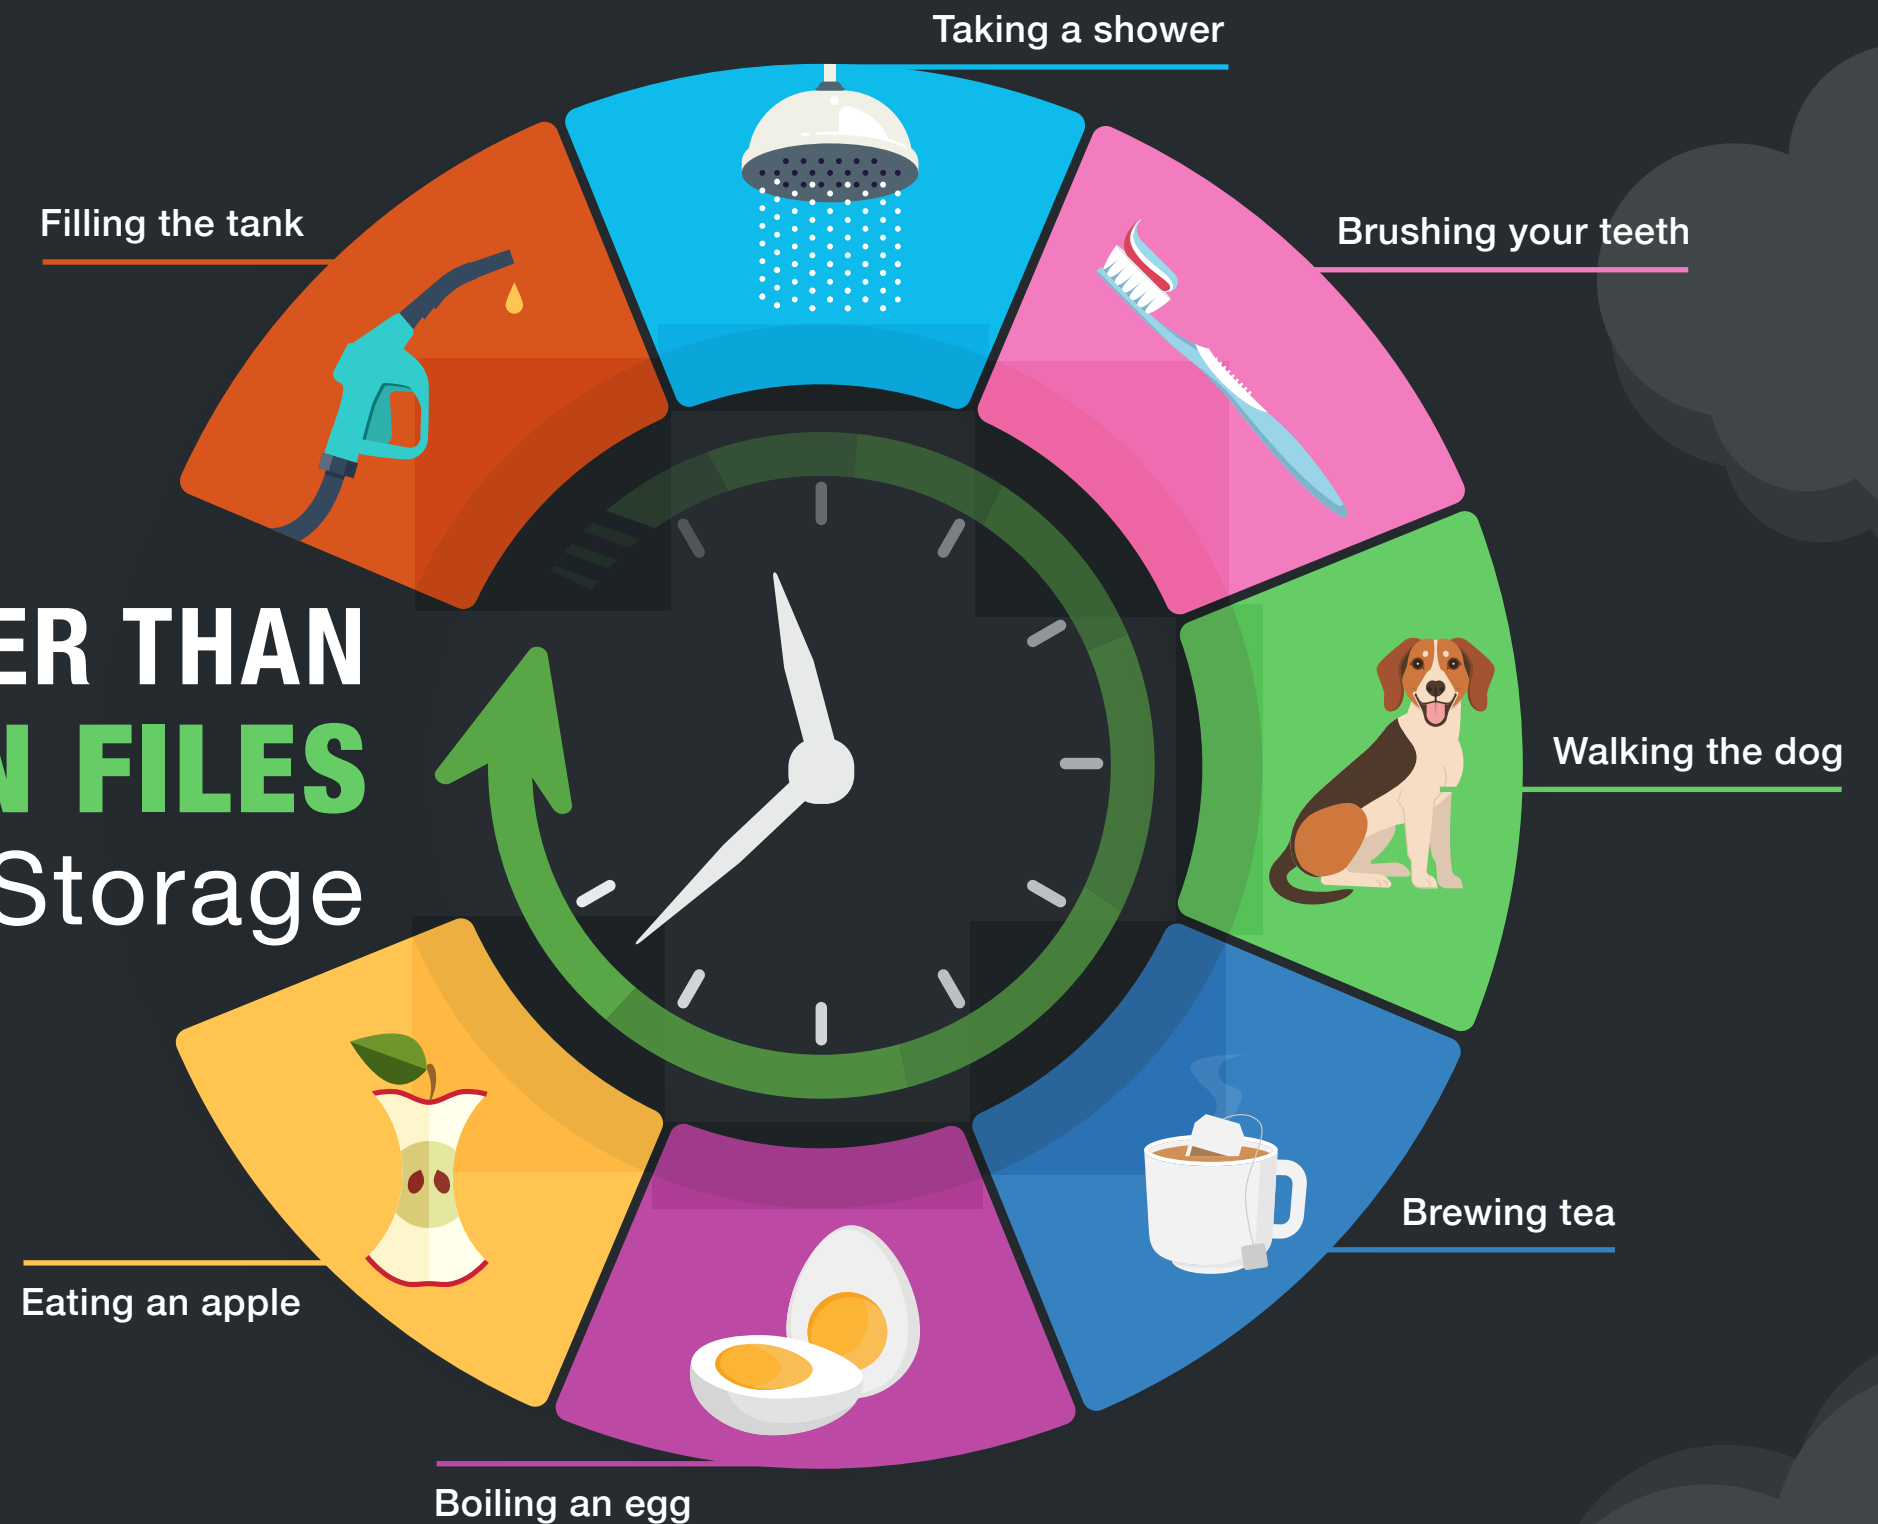 Taking a shower
Filling the tank
Brushing your teeth
ER THAN
N FILES
Storage
Walking the dog
Brewing tea
Eating an apple
Boiling an egg